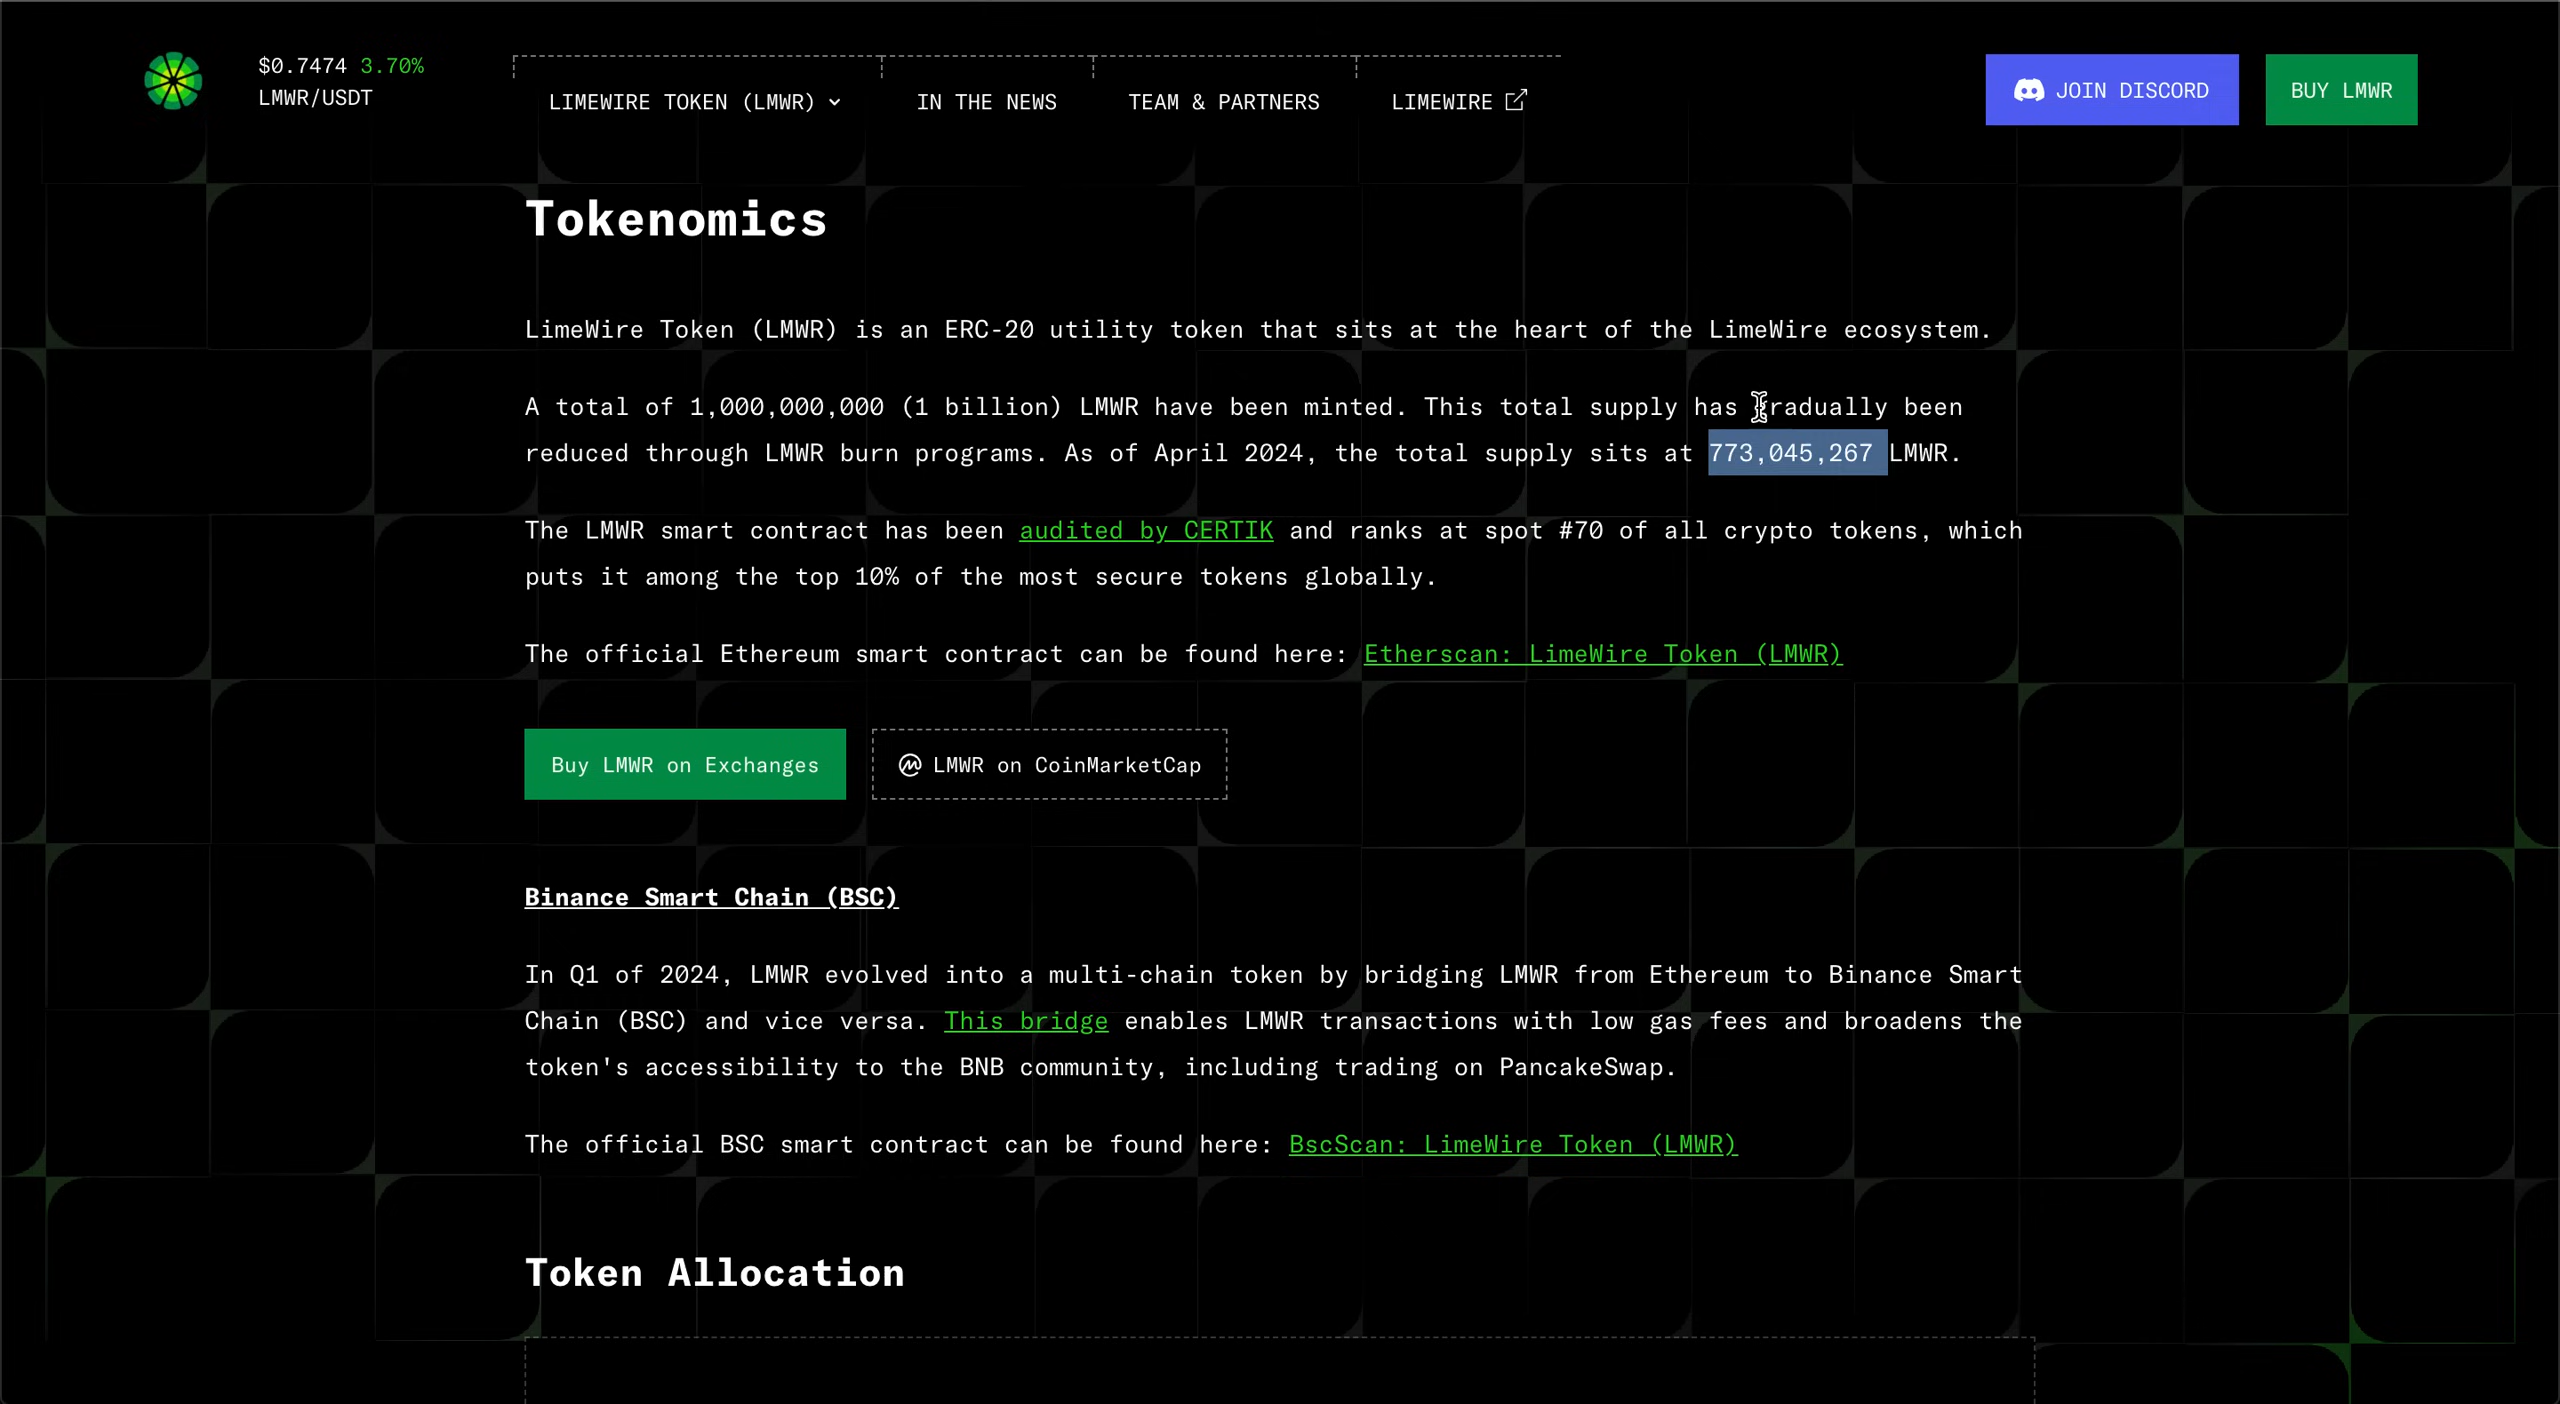 $0.7474 3.70%
LMWR/USDT
LIMEWIRE TOKEN (LMWR)
IN THE NEWS
TEAM & PARTNERS
LIMEWIRE
JOIN DISCORD
BUY LMWR
Tokenomics
LimeWire Token (LMWR) is an ERC-20 utility token that sits at the heart of the LimeWire ecosystem.
A total of 1,000,000,000 (1 billion) LMWR have been minted. This total supply has gradually been
reduced through LMWR burn programs. As of April 2024, the total supply sits at 773,045,267 LMWR.
The LMWR smart contract has been audited by CERTIK and ranks at spot #70 of all crypto tokens, which
puts it among the top 10% of the most secure tokens globally.
The official Ethereum smart contract can be found here: Etherscan: LimeWire Token (LMWR)
Buy LMWR on Exchanges
LMWR on CoinMarketCap
Binance Smart Chain (BSC)
In Q1 of 2024, LMWR evolved into a multi-chain token by bridging LMWR from Ethereum to Binance Smart
Chain (BSC) and vice versa. This bridge enables LMWR transactions with low gas fees and broadens the
token's accessibility to the BNB community, including trading on PancakeSwap.
The official BSC smart contract can be found here: BscScan: LimeWire Token (LMWR)
Token Allocation